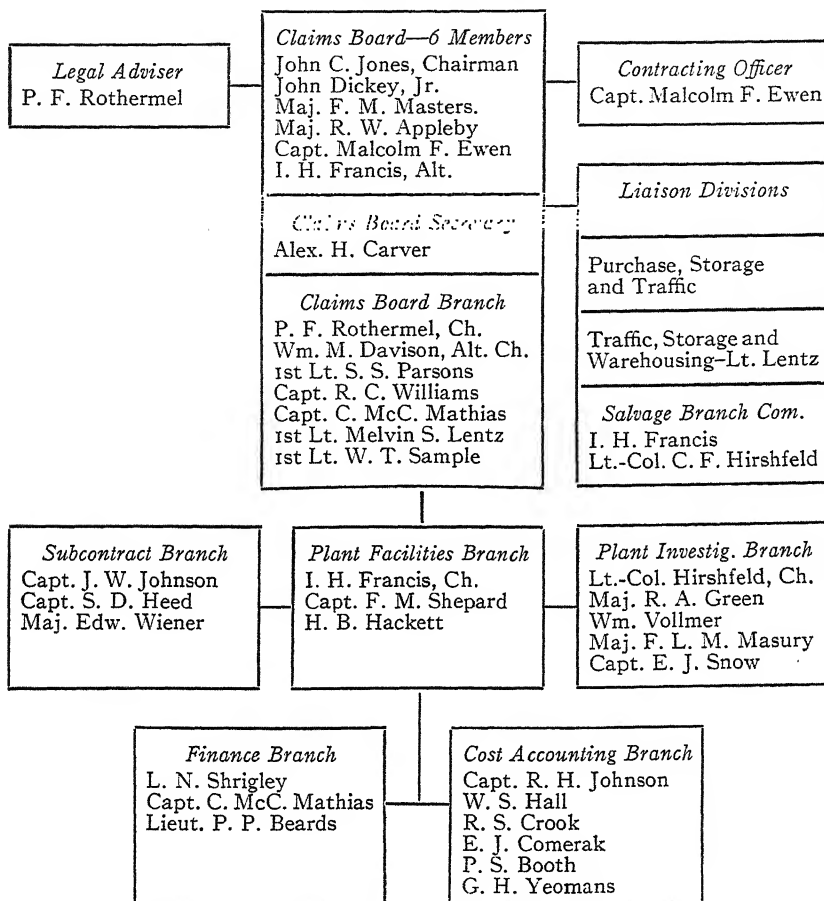 Legal Adviser
P. F. Rothermel
Claims Board—6 Members
John C. Jones, Chairman
John Dickey, Jr.
Maj. F. M. Masters.
Maj. R. W. Appleby
Capt. Malcolm F. Ewen
I. H. Francis, Alt.
Contracting Officer
Capt. Malcolm F. Ewen
Claims Board Secretary
Alex. H. Carver
Claims Board Branch
P. F. Rothermel, Ch.
Wm. M. Davison, Alt. Ch.
1st Lt. S. S. Parsons
Capt. R. C. Williams
Capt. C. McC. Mathias
1st Lt. Melvin S. Lentz
1st Lt. W. T. Sample
Liaison Divisions
Purchase, Storage
and Traffic
Traffic, Storage and
Warehousing–Lt. Lentz
Salvage Branch Com.
I. H. Francis
Lt.-Col. C. F. Hirshfeld
Subcontract Branch
Capt. J. W. Johnson
Capt. S. D. Heed
Maj. Edw. Wiener
Plant Facilities Branch
I. H. Francis, Ch.
Capt. F. M. Shepard
H. B. Hackett
Plant Investig. Branch
Lt.-Col. Hirshfeld, Ch.
Maj. R. A. Green
Wm. Vollmer
Maj. F. L. M. Masury
Capt. E. J. Snow
Finance Branch
L. N. Shrigley
Capt. C. McC. Mathias
Lieut. P. P. Beards
Cost Accounting Branch
Capt. R. H. Johnson
W. S. Hall
R. S. Crook
E. J. Comerak
P. S. Booth
G. H. Yeomans